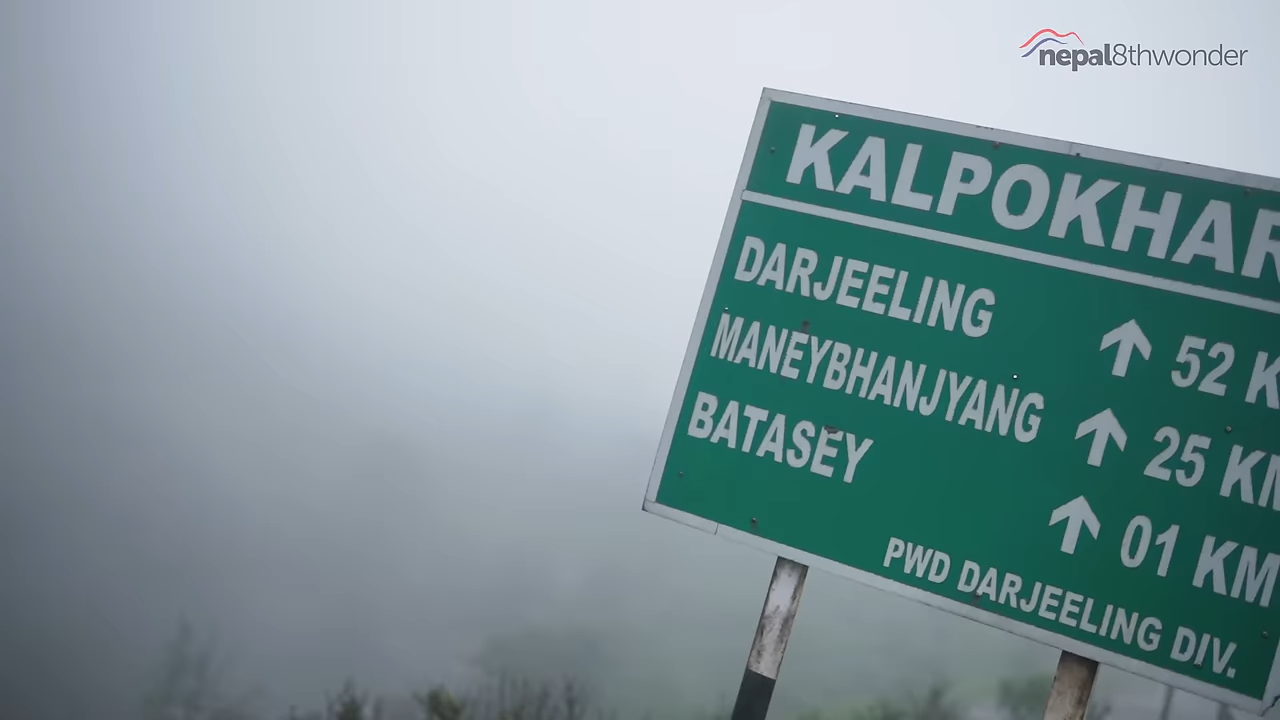 nepal8thwonder
KALPOKHAR
DARJEELING ↑ 52 K
MANEYBHANJYANG ↑ 25 KM
BATASEY ↑ 01 KM
PWD DARJEELING DIV.